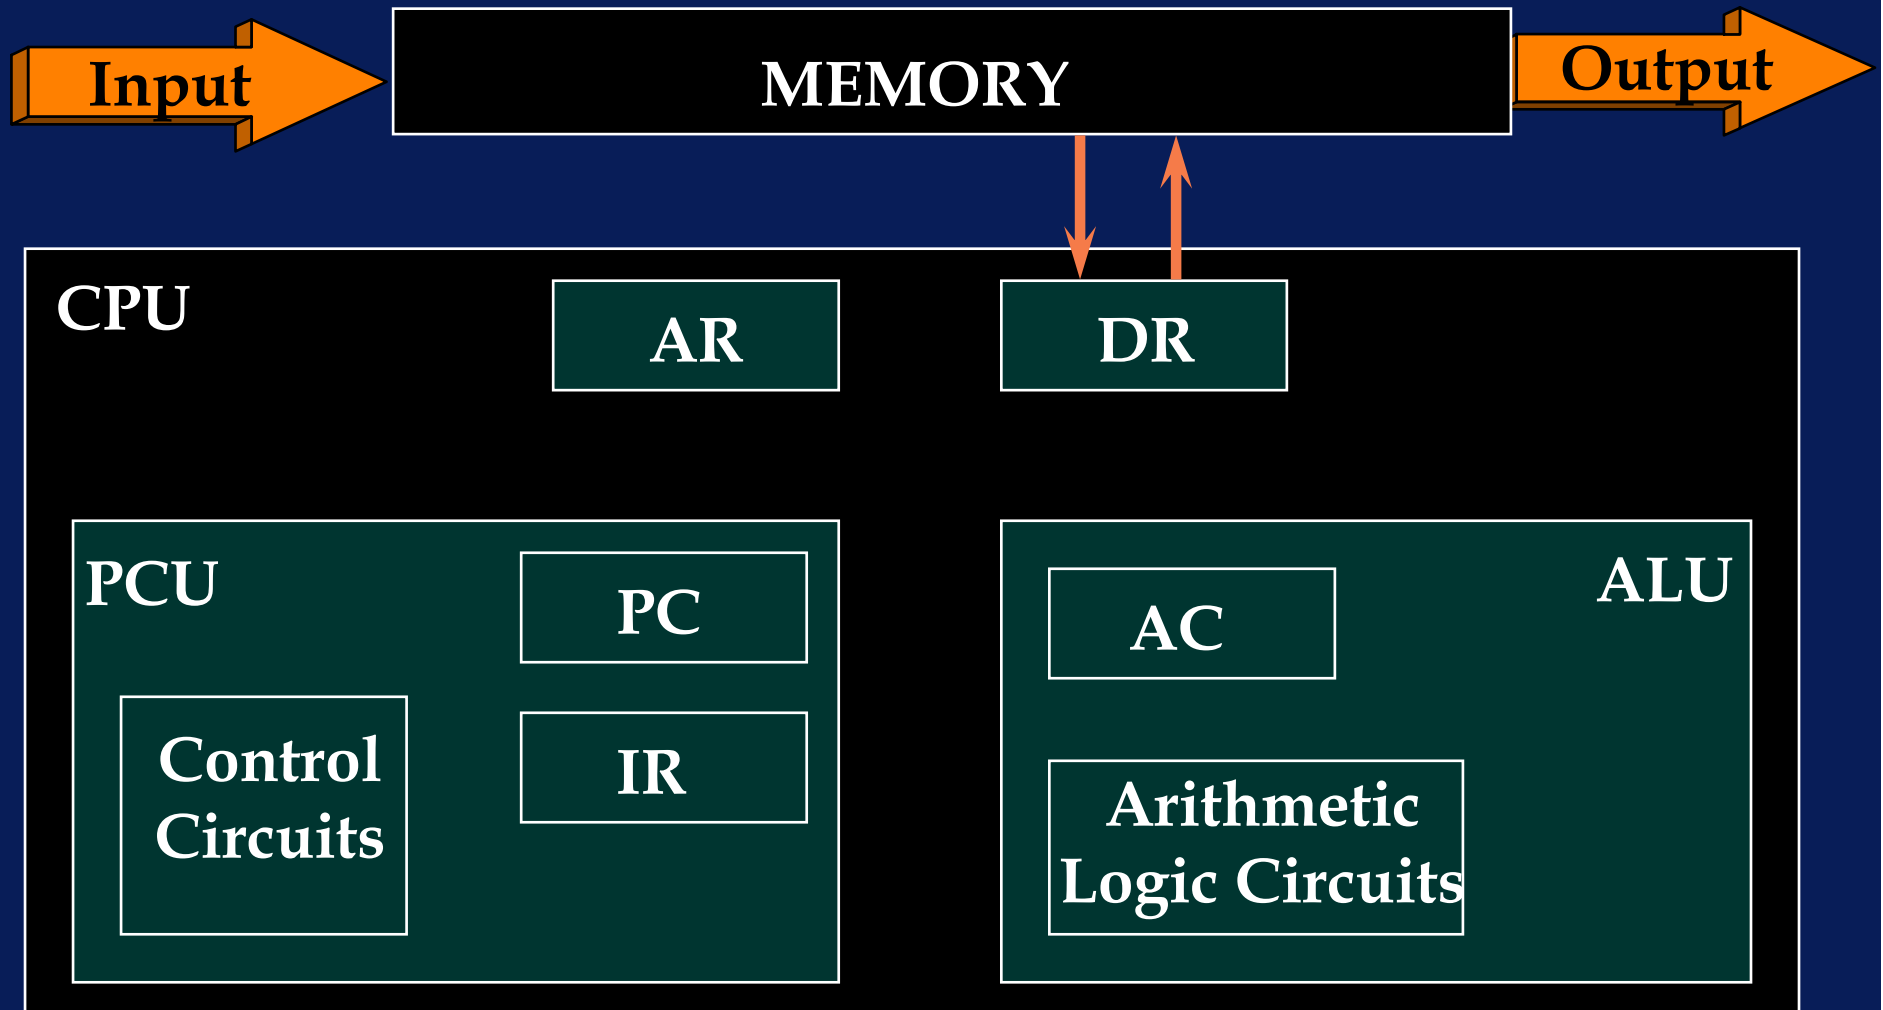 Input
MEMORY
Output
CPU
AR
DR
PCU
PC
IR
Control
Circuits
ALU
AC
Arithmetic
Logic Circuits